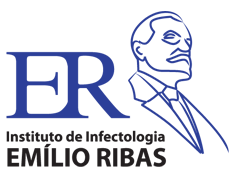 ER
Instituto de Infectologia
EMÍLIO RIBAS